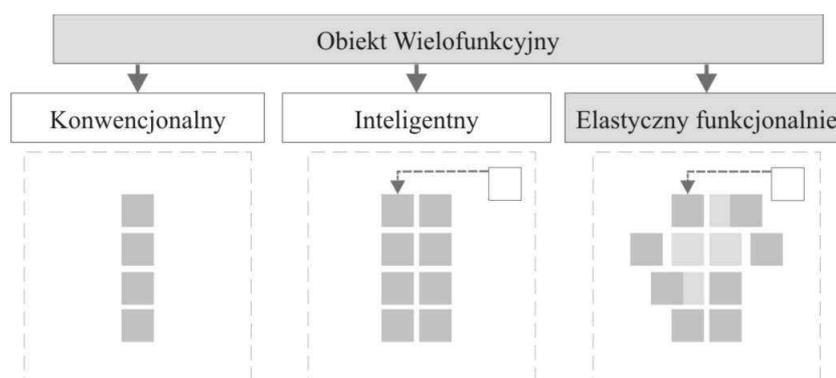 Obiekt Wielofunkcyjny
Konwencjonalny
Inteligentny
Elastyczny funkcjonalnie